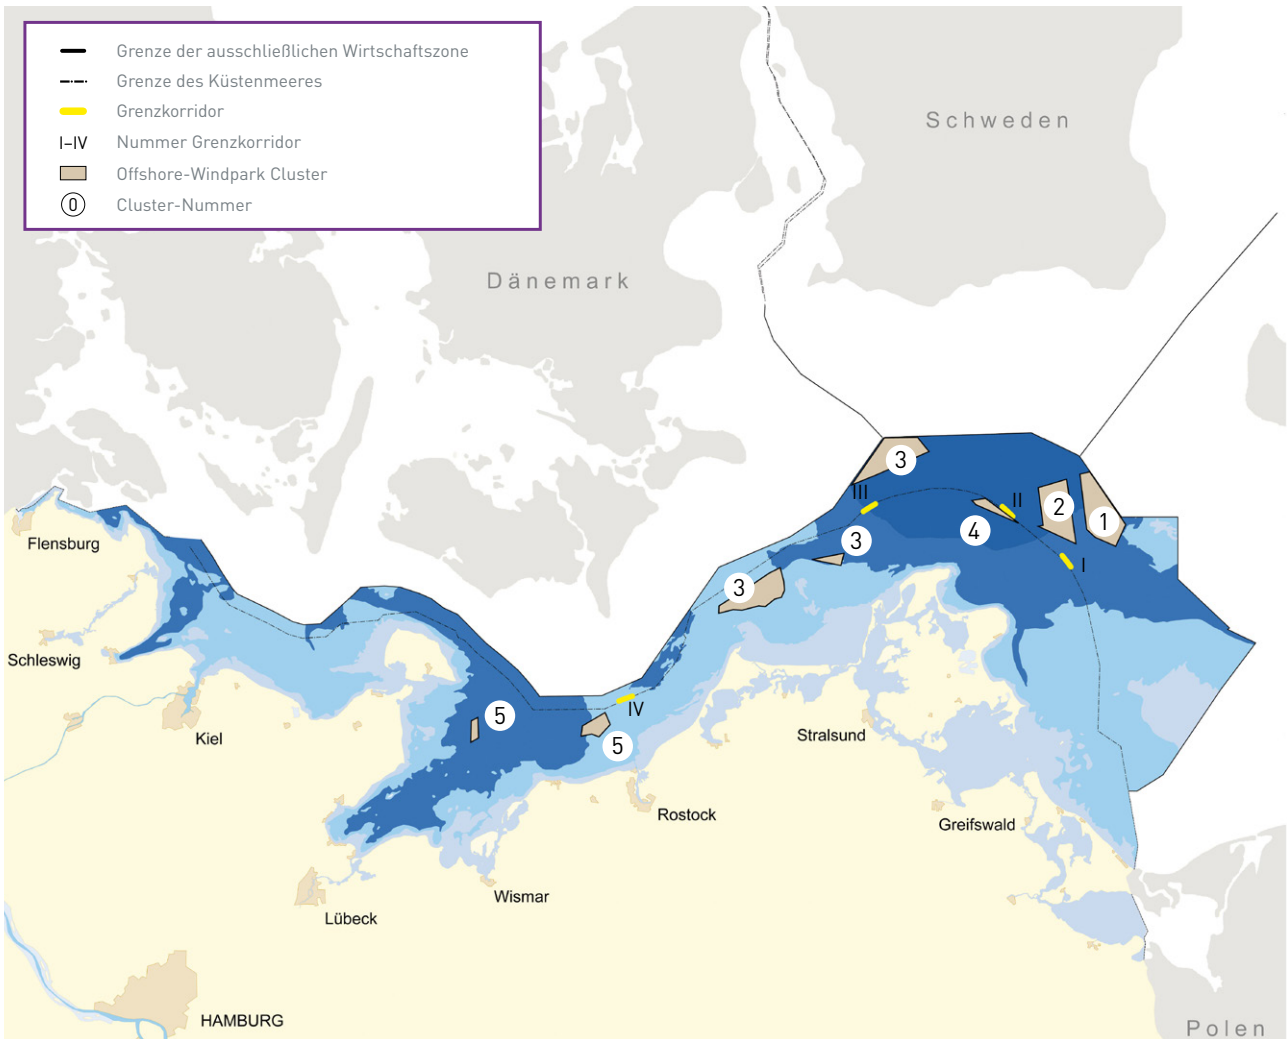 Grenze der ausschließlichen Wirtschaftszone
Grenze des Küstenmeeres
Grenzkorridor
I–IV Nummer Grenzkorridor
Offshore-Windpark Cluster
0 Cluster-Nummer
Schweden
Dänemark
3
III
II
2
1
4
3
I
3
Flensburg
Schleswig
Kiel
5
IV
5
Stralsund
Rostock
Greifswald
Wismar
Lübeck
HAMBURG
Polen